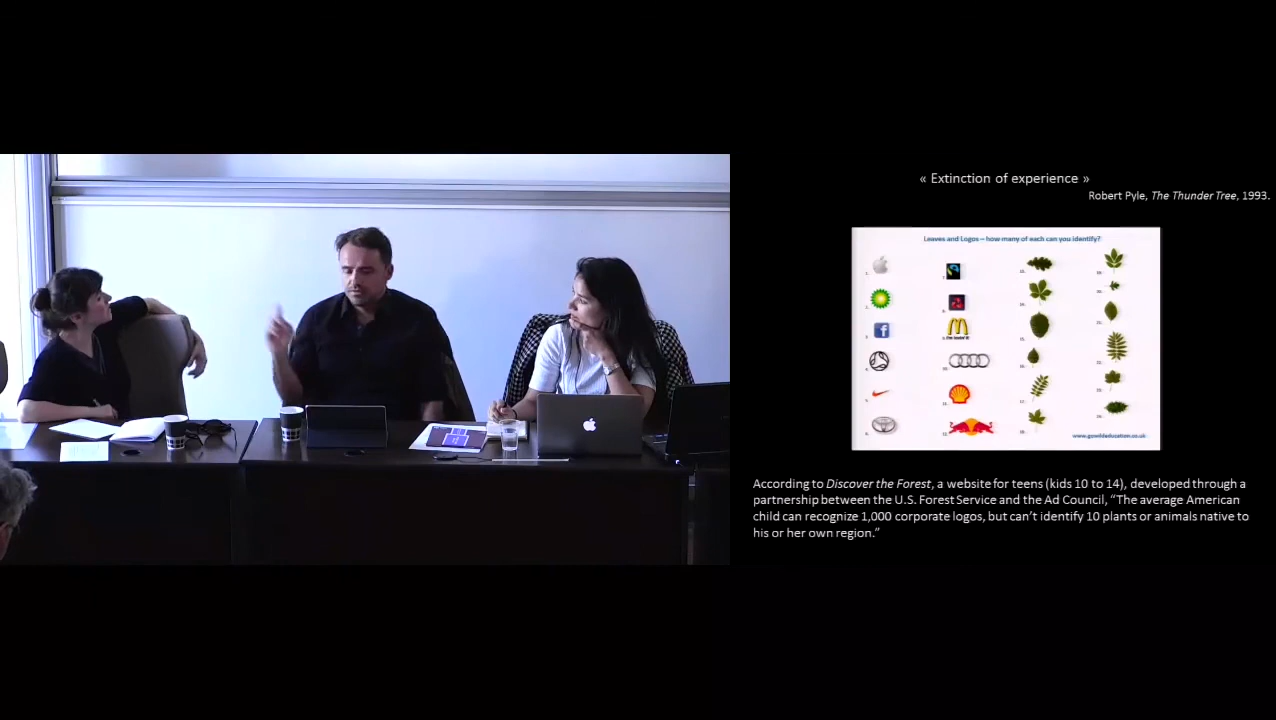 « Extinction of experience »
Robert Pyle, The Thunder Tree, 1993.
Leaves and Logos – how many of each can you identify?
www.gowildeducation.co.uk
According to Discover the Forest, a website for teens (kids 10 to 14), developed through a
partnership between the U.S. Forest Service and the Ad Council, “The average American
child can recognize 1,000 corporate logos, but can’t identify 10 plants or animals native to
his or her own region.”